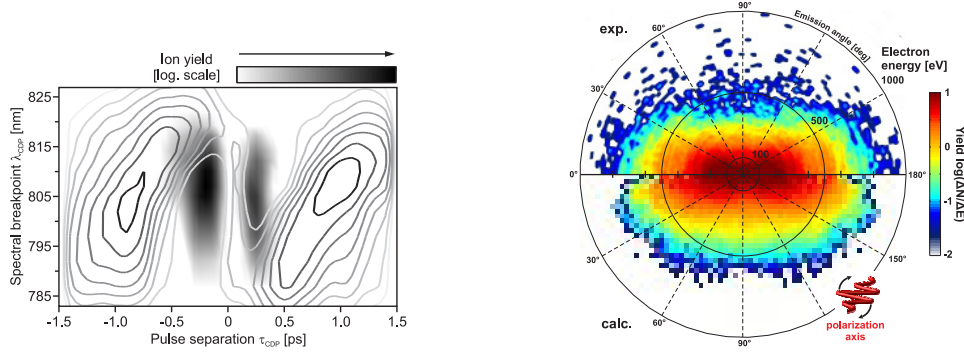 Ion yield
[log. scale]
Spectral breakpoint λCDP [nm]
825
815
805
795
785
-1.5 -1.0 -0.5 0 0.5 1.0 1.5
Pulse separation τCDP [ps]
exp.
90°
60° 60°
30° 30°
Emission angle [deg]
Electron
energy [eV]
1000
500
100
0° 180°
1
0
-1
-2
Yield log(ΔN/ΔE)
30° 150°
60° 60°
90°
calc.
polarization
axis